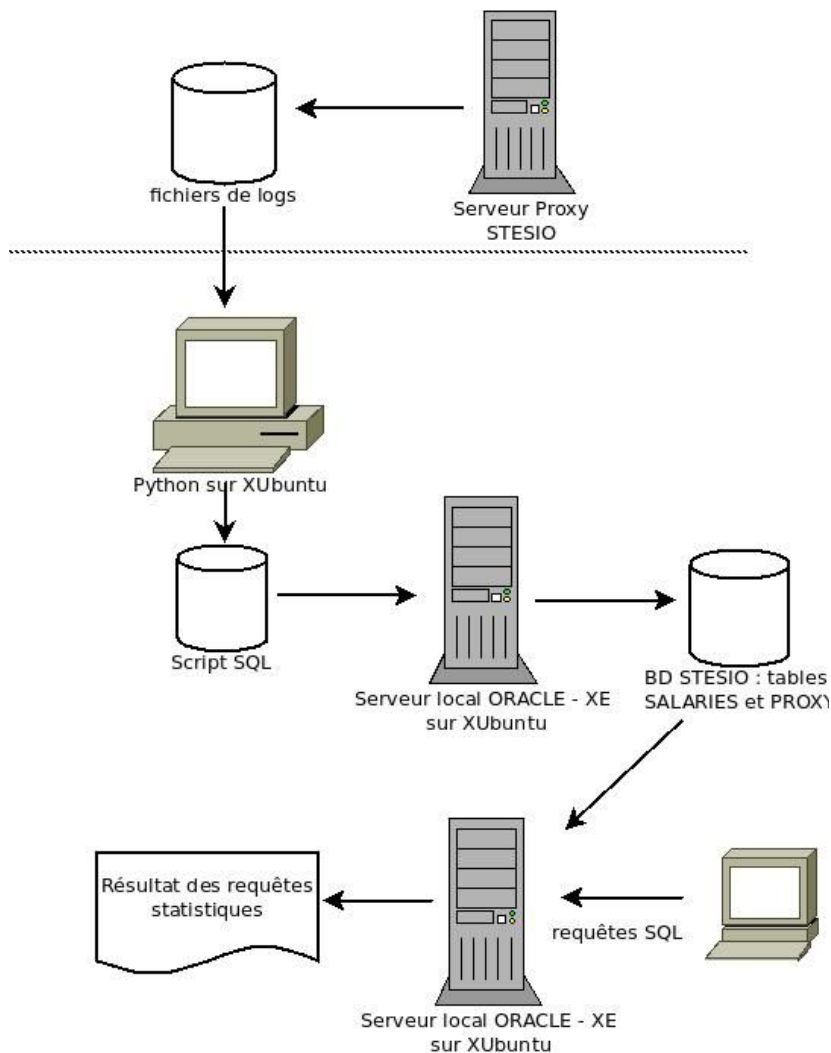 fichiers de logs
Serveur Proxy
STESIO
Python sur XUbuntu
Script SQL
Serveur local ORACLE - XE
sur XUbuntu
BD STESIO : tables
SALARIES et PROXY
Résultat des requêtes
statistiques
requêtes SQL
Serveur local ORACLE - XE
sur XUbuntu